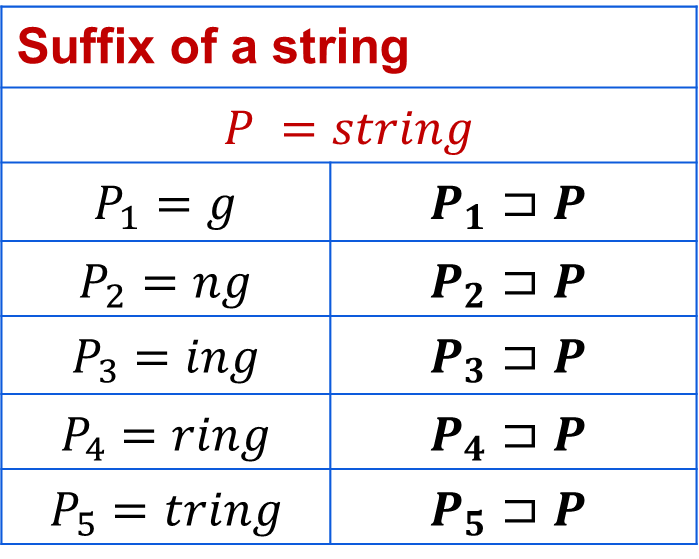 Suffix of a string
P = string
P₁ = g P₁ ⊐ P
P₂ = ng P₂ ⊐ P
P₃ = ing P₃ ⊐ P
P₄ = ring P₄ ⊐ P
P₅ = tring P₅ ⊐ P